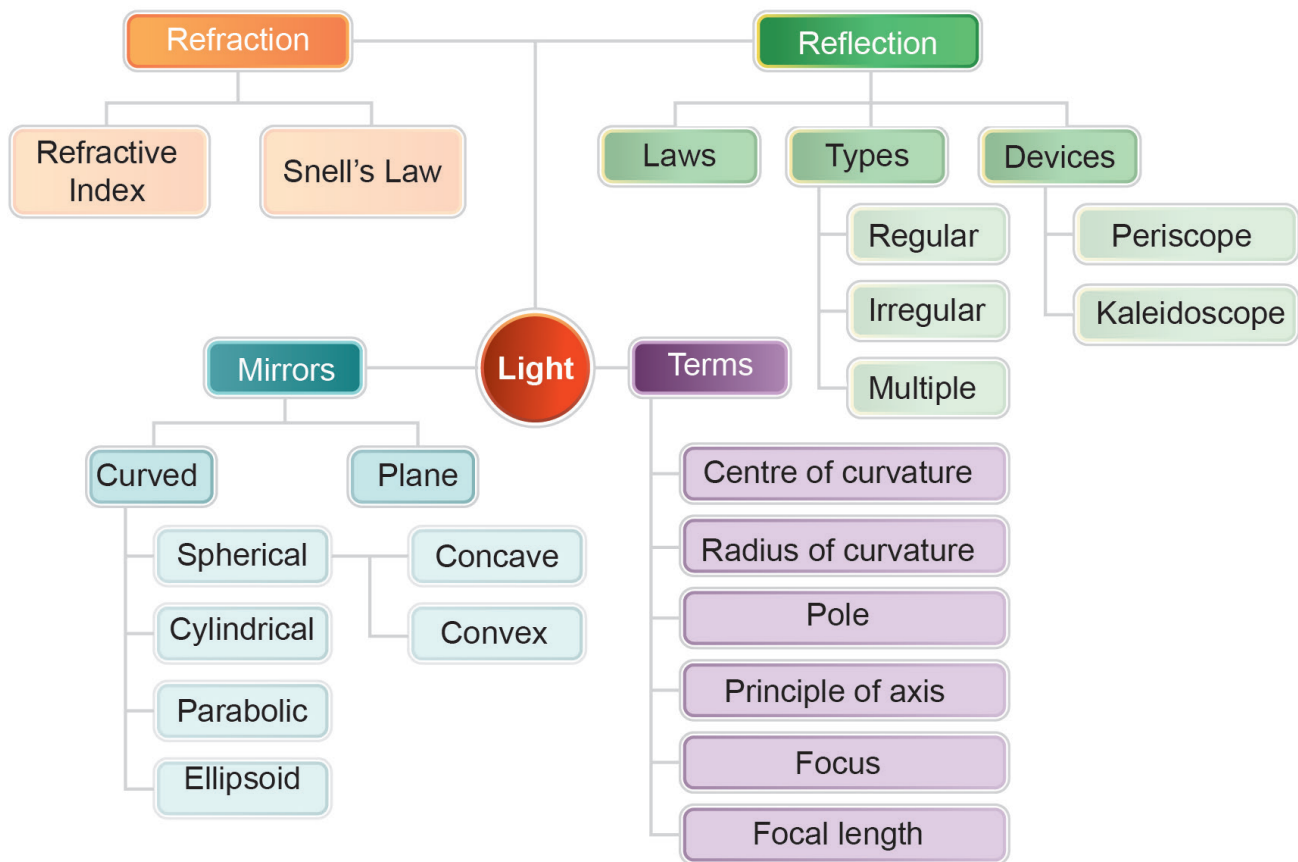 Refraction
Reflection
Refractive
Index
Snell’s Law
Laws
Types
Devices
Regular
Irregular
Multiple
Periscope
Kaleidoscope
Light
Mirrors
Curved
Plane
Spherical
Cylindrical
Parabolic
Ellipsoid
Concave
Convex
Terms
Centre of curvature
Radius of curvature
Pole
Principle of axis
Focus
Focal length